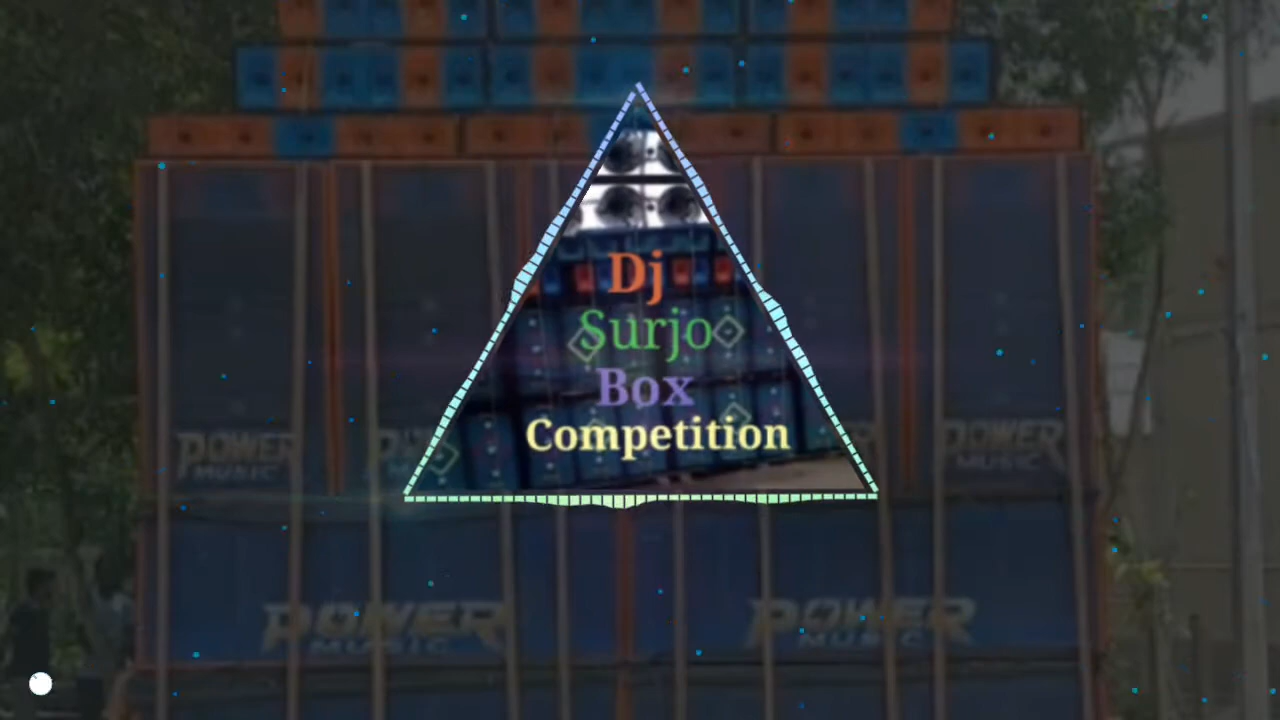 Dj
Surjo
Box
Competition
POWER
MUSIC
POWER
MUSIC
POWER
MUSIC
POWER
MUSIC